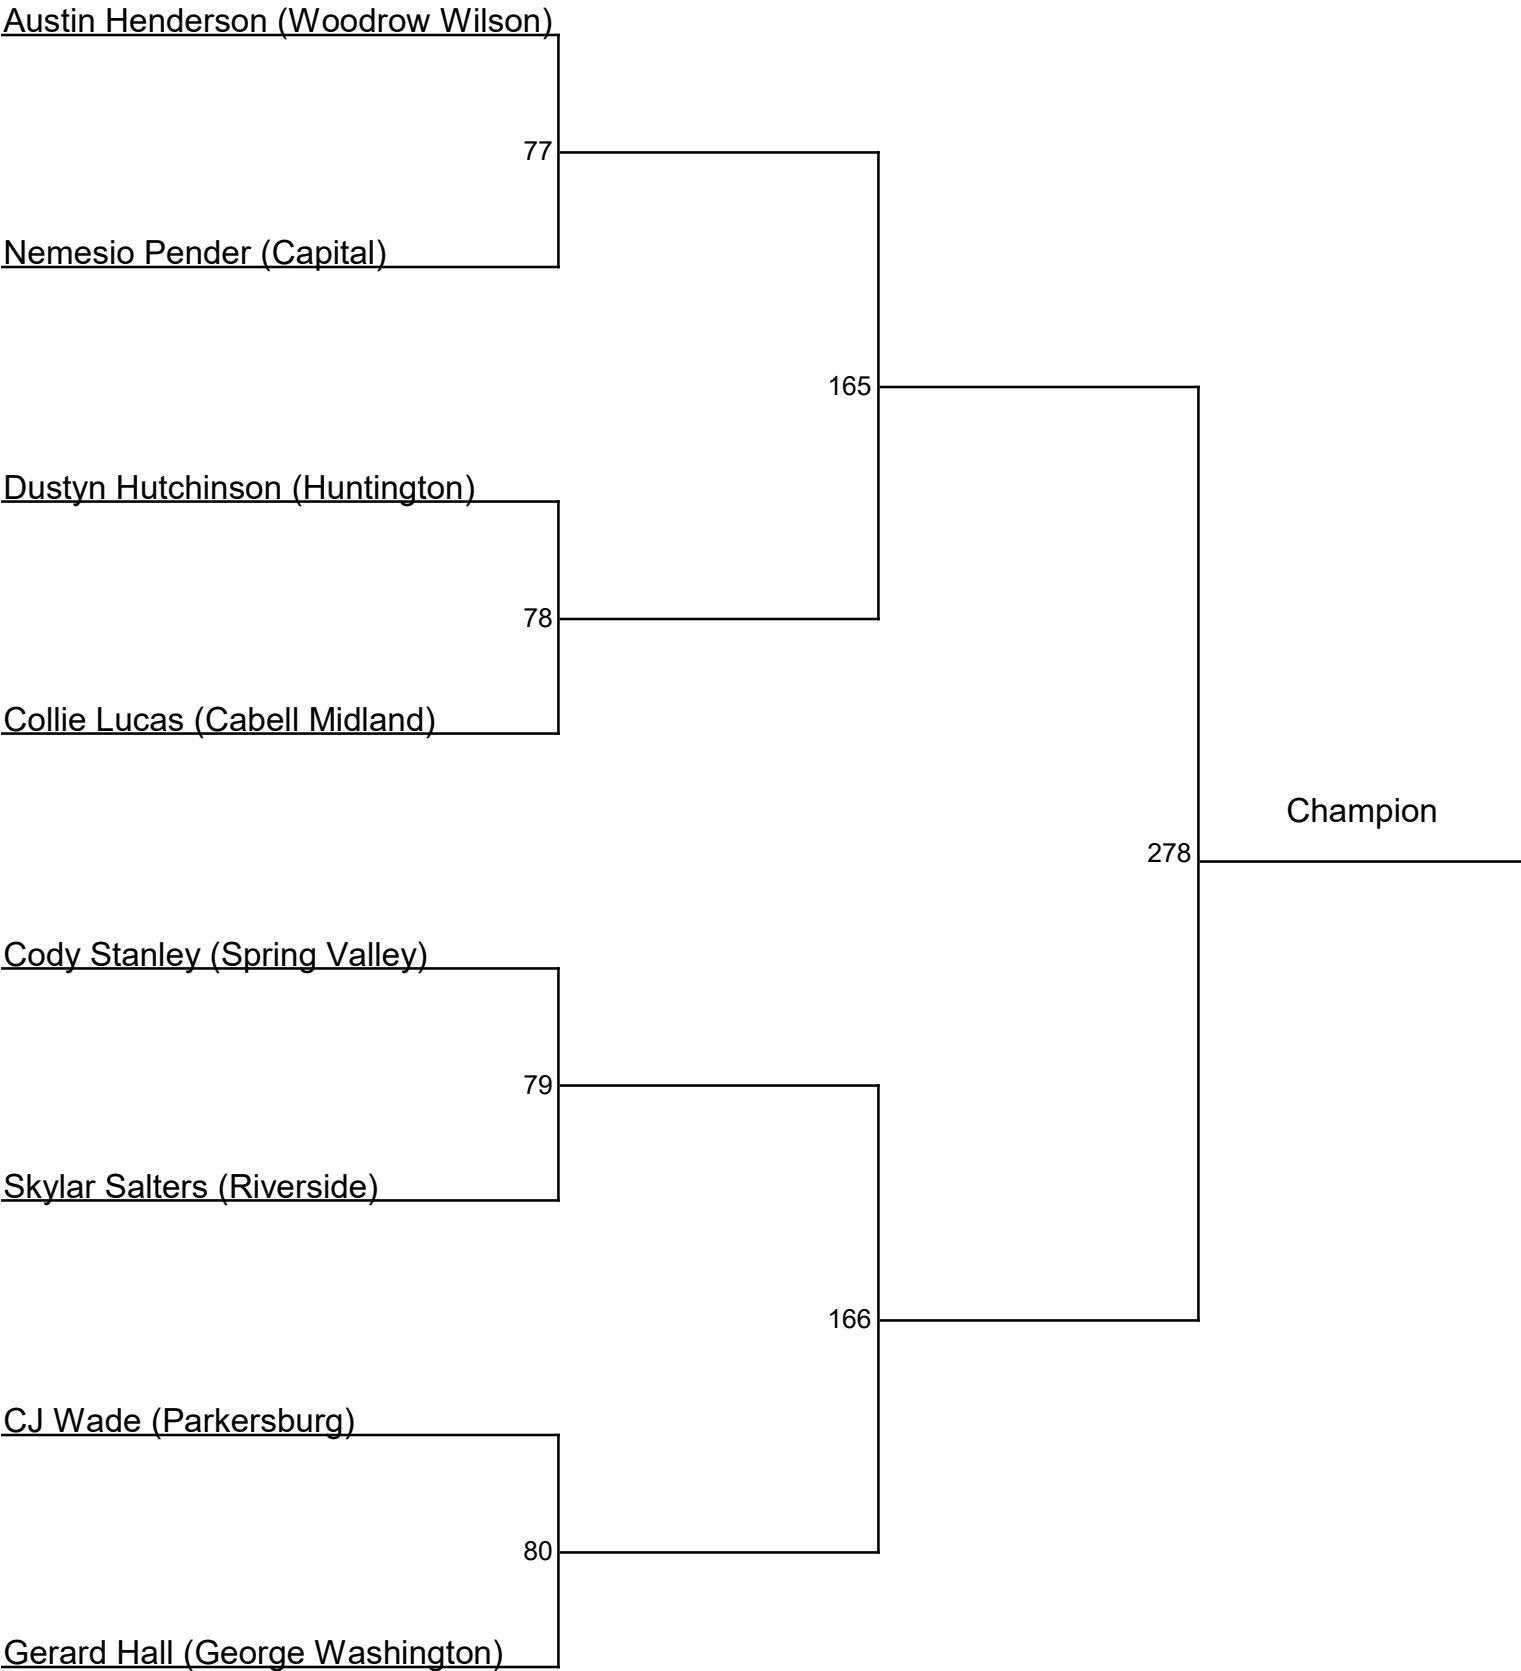 Austin Henderson (Woodrow Wilson)
77
Nemesio Pender (Capital)
165
Dustyn Hutchinson (Huntington)
78
Collie Lucas (Cabell Midland)
Champion
278
Cody Stanley (Spring Valley)
79
Skylar Salters (Riverside)
166
CJ Wade (Parkersburg)
80
Gerard Hall (George Washington)